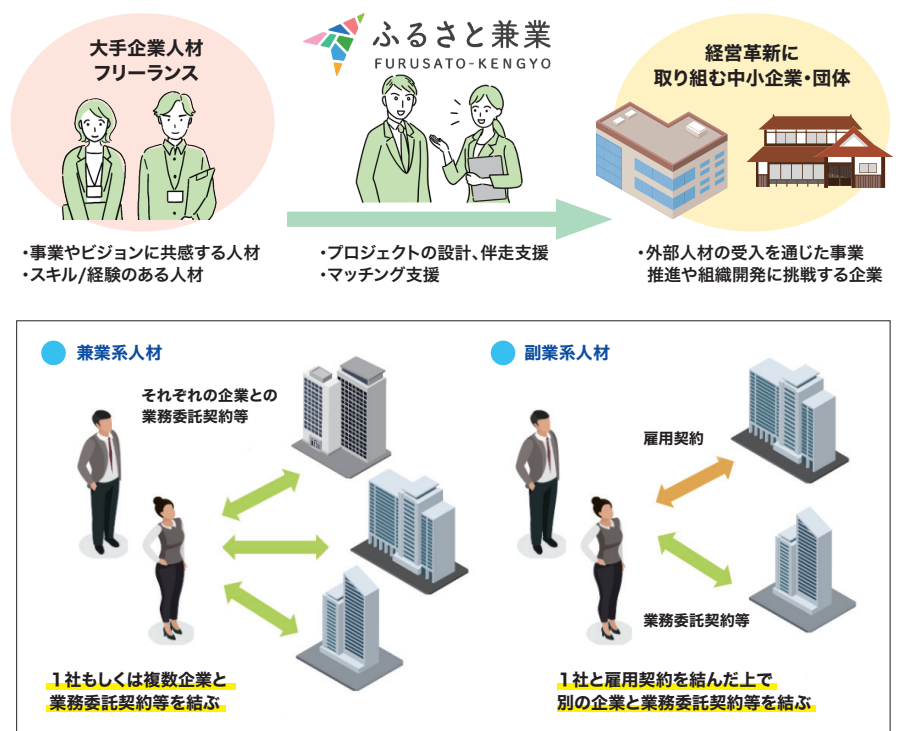 大手企業人材
フリーランス
ふるさと兼業
FURUSATO-KENGYO
経営革新に
取り組む中小企業・団体
・事業やビジョンに共感する人材
・スキル/経験のある人材
・プロジェクトの設計、伴走支援
・マッチング支援
・外部人材の受入を通じた事業
推進や組織開発に挑戦する企業
兼業系人材
それぞれの企業との
業務委託契約等
1社もしくは複数企業と
業務委託契約等を結ぶ
副業系人材
雇用契約
業務委託契約等
1社と雇用契約を結んだ上で
別の企業と業務委託契約等を結ぶ